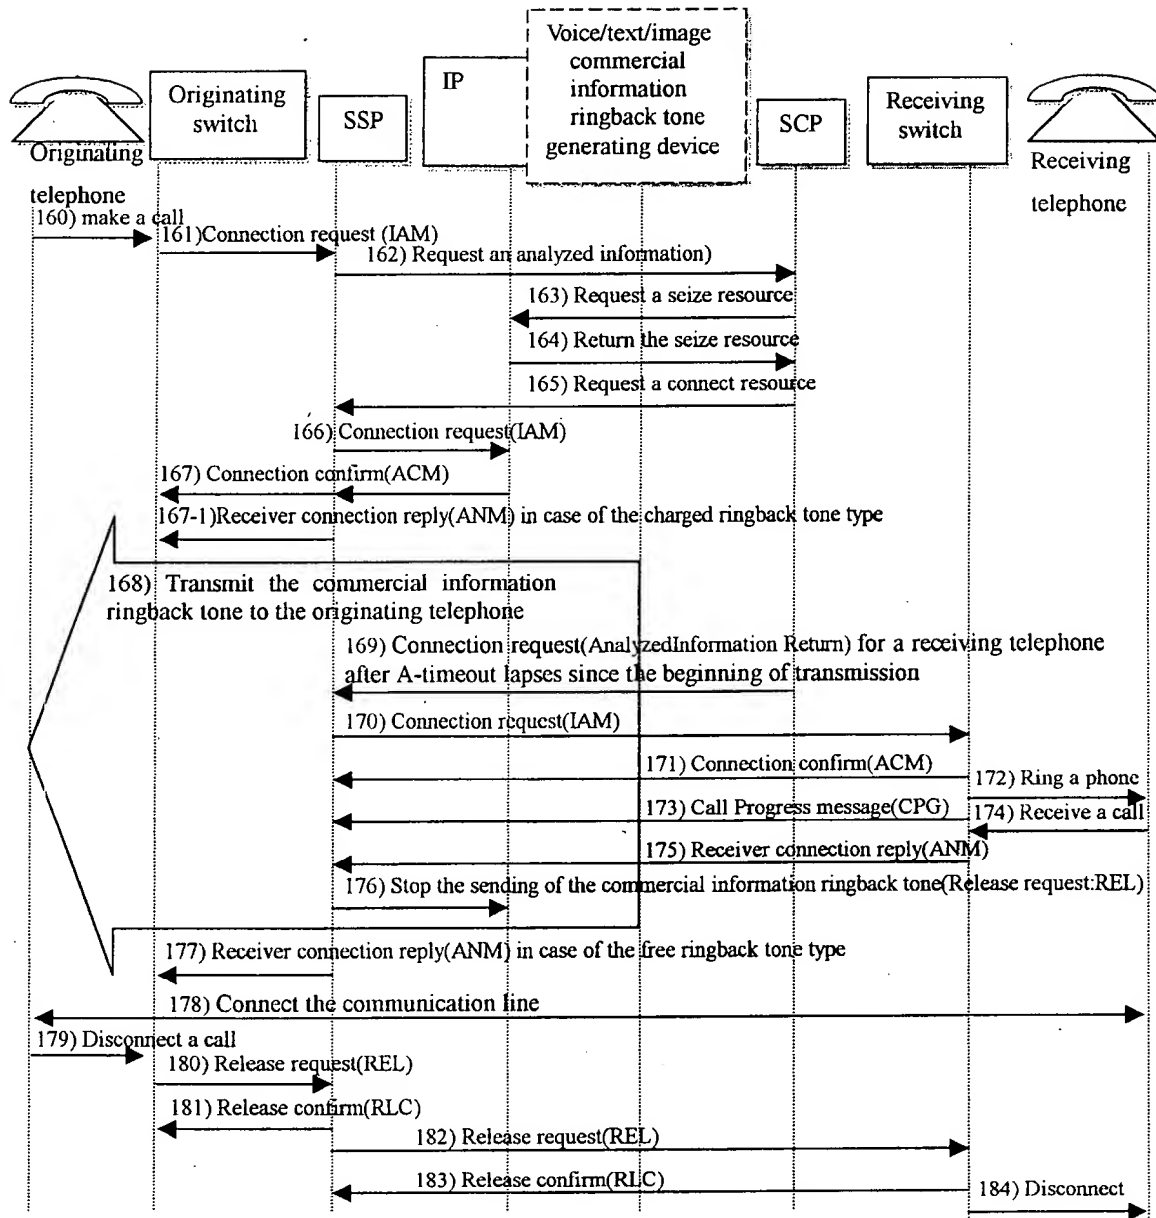 Voice/text/image
commercial
information
ringback tone
generating device
IP
Originating
switch
SSP
SCP
Receiving
switch
Originating
telephone
Receiving
telephone
160) make a call
161)Connection request (IAM)
162) Request an analyzed information)
163) Request a seize resource
164) Return the seize resource
165) Request a connect resource
166) Connection request(IAM)
167) Connection confirm(ACM)
167-1)Receiver connection reply(ANM) in case of the charged ringback tone type
168) Transmit the commercial information
ringback tone to the originating telephone
169) Connection request(AnalyzedInformation Return) for a receiving telephone
after A-timeout lapses since the beginning of transmission
170) Connection request(IAM)
171) Connection confirm(ACM)
172) Ring a phone
173) Call Progress message(CPG)
174) Receive a call
175) Receiver connection reply(ANM)
176) Stop the sending of the commercial information ringback tone(Release request:REL)
177) Receiver connection reply(ANM) in case of the free ringback tone type
178) Connect the communication line
179) Disconnect a call
180) Release request(REL)
181) Release confirm(RLC)
182) Release request(REL)
183) Release confirm(RLC)
184) Disconnect